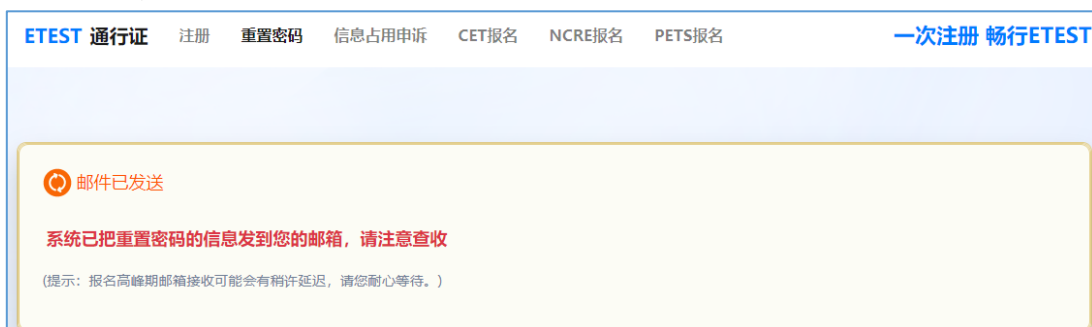 ETEST 通行证 注册 重置密码 信息占用申诉 CET报名 NCRE报名 PETS报名 一次注册 畅行ETEST
邮件已发送
系统已把重置密码的信息发到您的邮箱，请注意查收
(提示：报名高峰期邮箱接收可能会有稍许延迟，请您耐心等待。)